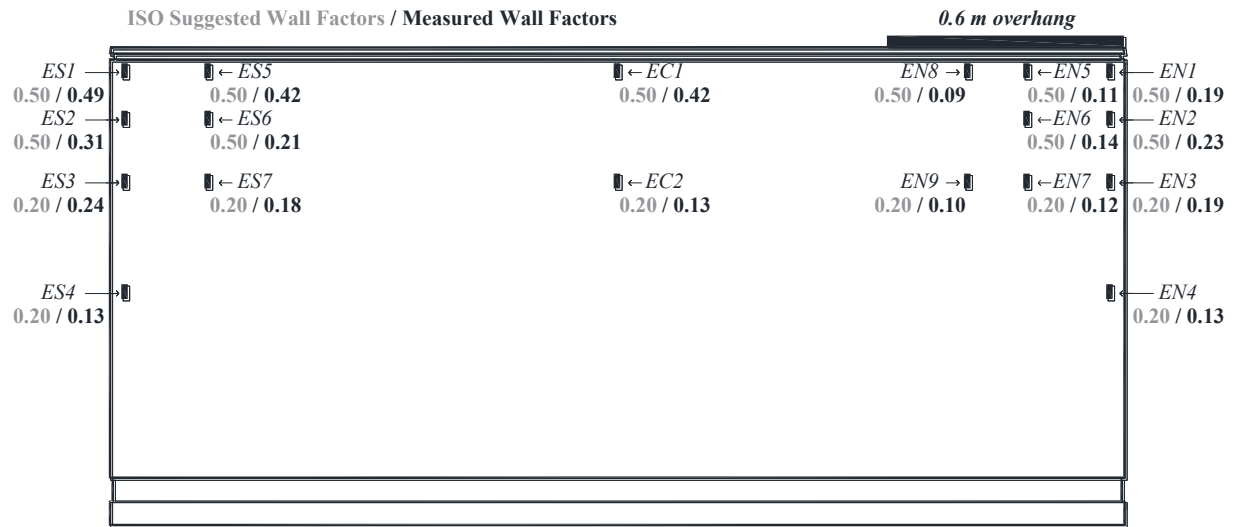 ISO Suggested Wall Factors / Measured Wall Factors 0.6 m overhang
ES1 → ← ES5 ← EC1 EN8 → ← EN5 ← EN1
0.50 / 0.49 0.50 / 0.42 0.50 / 0.42 0.50 / 0.09 0.50 / 0.11 0.50 / 0.19
ES2 → ← ES6 ← EN6 ← EN2
0.50 / 0.31 0.50 / 0.21 0.50 / 0.14 0.50 / 0.23
ES3 → ← ES7 ← EC2 EN9 → ← EN7 ← EN3
0.20 / 0.24 0.20 / 0.18 0.20 / 0.13 0.20 / 0.10 0.20 / 0.12 0.20 / 0.19
ES4 → ← EN4
0.20 / 0.13 0.20 / 0.13